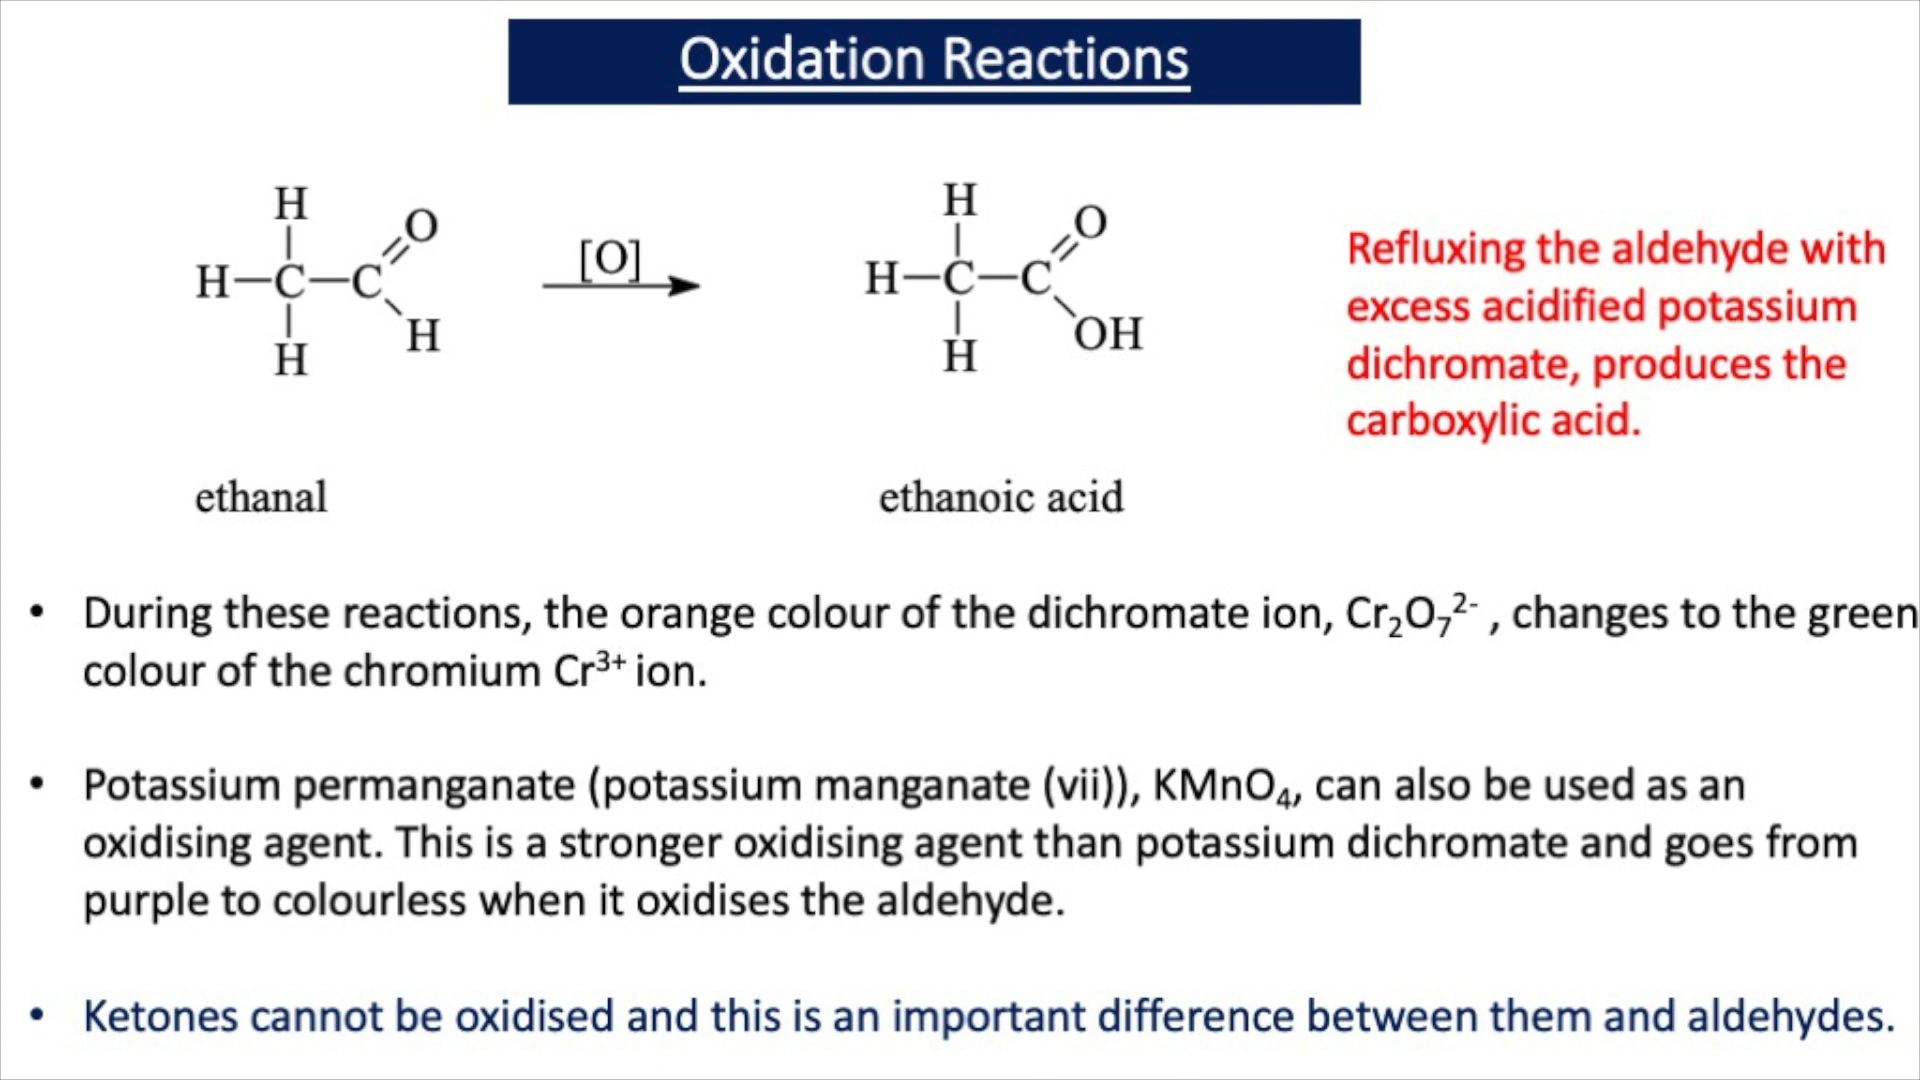 Oxidation Reactions
H H
O O
[O]
H–C–C H–C–C
H OH
H H
Refluxing the aldehyde with
excess acidified potassium
dichromate, produces the
carboxylic acid.
ethanal ethanoic acid
• During these reactions, the orange colour of the dichromate ion, Cr₂O₇²⁻ , changes to the green
colour of the chromium Cr³⁺ ion.
• Potassium permanganate (potassium manganate (vii)), KMnO₄, can also be used as an
oxidising agent. This is a stronger oxidising agent than potassium dichromate and goes from
purple to colourless when it oxidises the aldehyde.
• Ketones cannot be oxidised and this is an important difference between them and aldehydes.